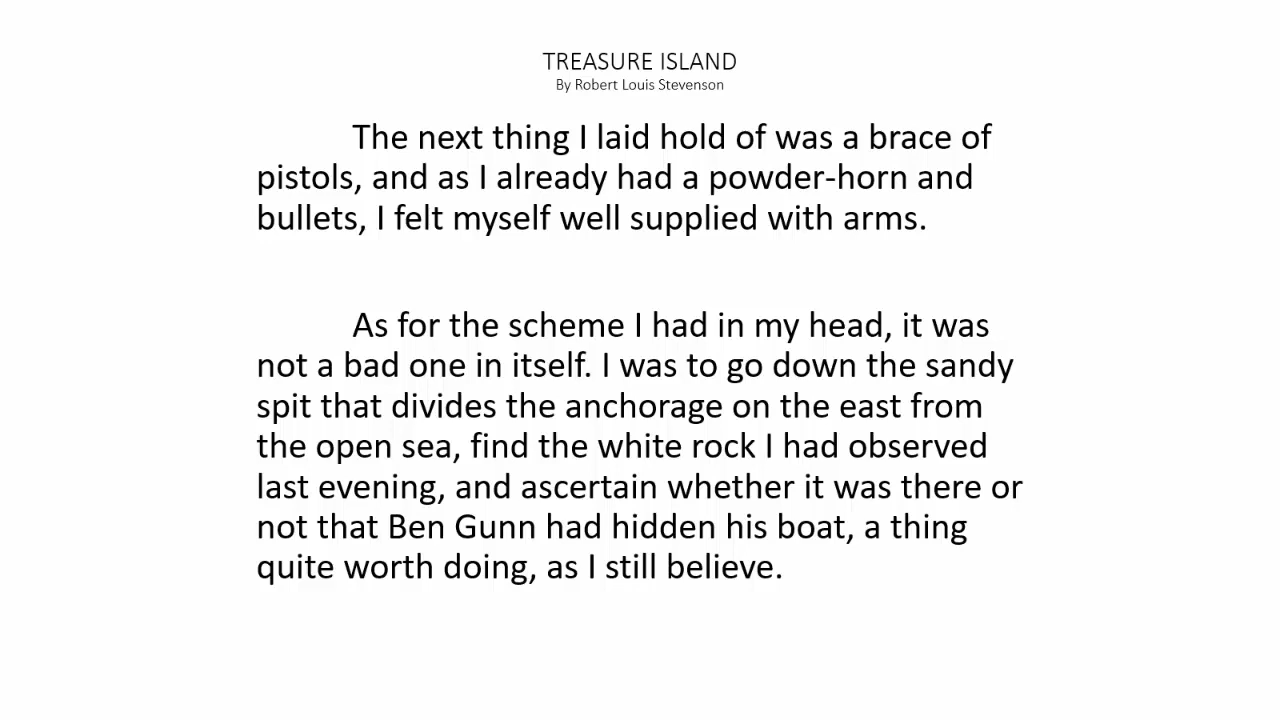 TREASURE ISLAND
By Robert Louis Stevenson
The next thing I laid hold of was a brace of
pistols, and as I already had a powder-horn and
bullets, I felt myself well supplied with arms.
As for the scheme I had in my head, it was
not a bad one in itself. I was to go down the sandy
spit that divides the anchorage on the east from
the open sea, find the white rock I had observed
last evening, and ascertain whether it was there or
not that Ben Gunn had hidden his boat, a thing
quite worth doing, as I still believe.